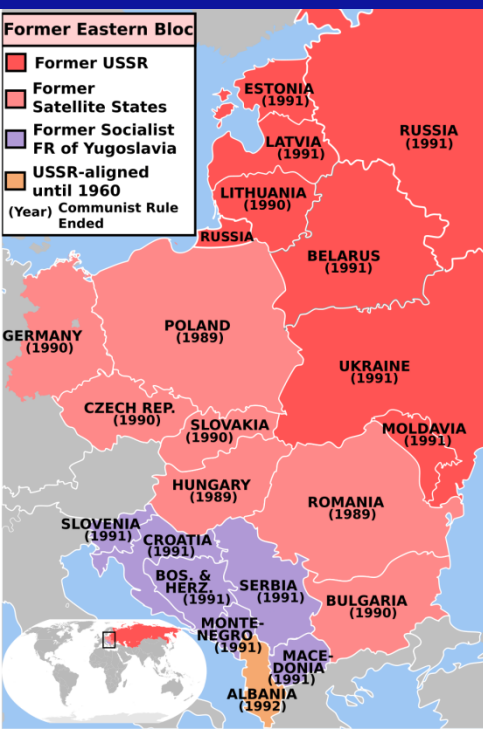 Former Eastern Bloc
Former USSR
Former
Satellite States
Former Socialist
FR of Yugoslavia
USSR-aligned
until 1960
(Year) Communist Rule
Ended
ESTONIA
(1991)
RUSSIA
(1991)
LATVIA
(1991)
LITHUANIA
(1990)
RUSSIA
BELARUS
(1991)
GERMANY
(1990)
POLAND
(1989)
UKRAINE
(1991)
CZECH REP.
(1990)
SLOVAKIA
(1990)
MOLDAVIA
(1991)
HUNGARY
(1989)
ROMANIA
(1989)
SLOVENIA
(1991)
CROATIA
(1991)
BOS. &
HERZ.
(1991)
SERBIA
(1991)
BULGARIA
(1990)
MONTE-
NEGRO
(1991)
MACE-
DONIA
(1991)
ALBANIA
(1992)